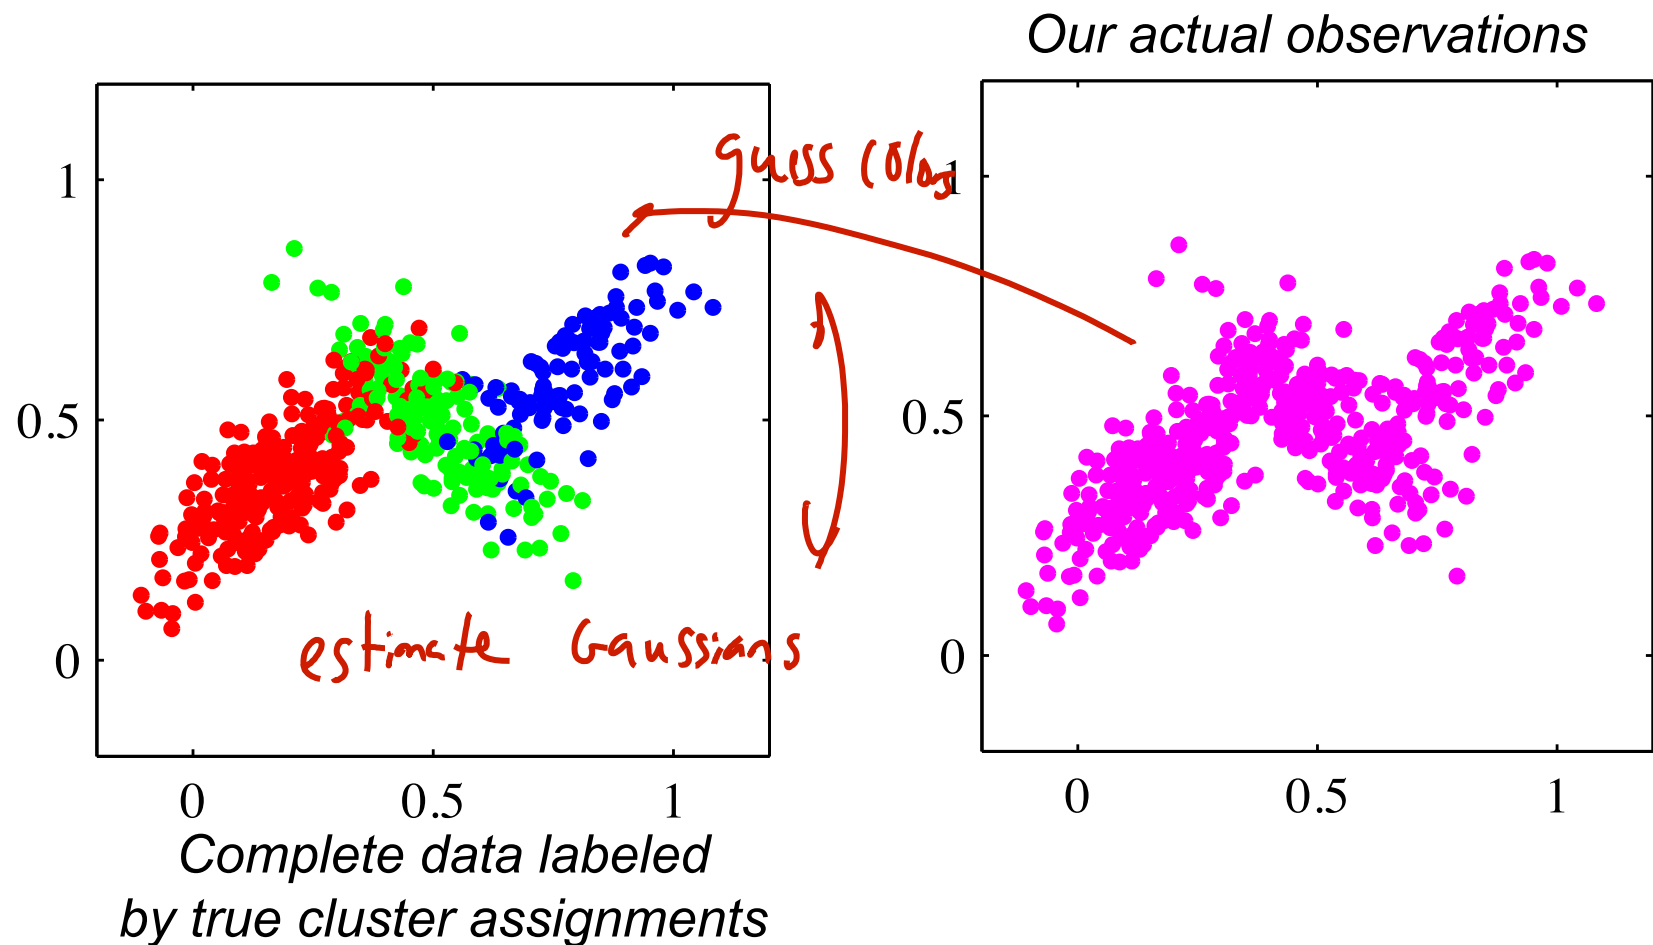 Our actual observations
guess colors
1
0.5
0
0
0.5
1
estimate Gaussians
1
0.5
0
0
0.5
1
Complete data labeled
by true cluster assignments